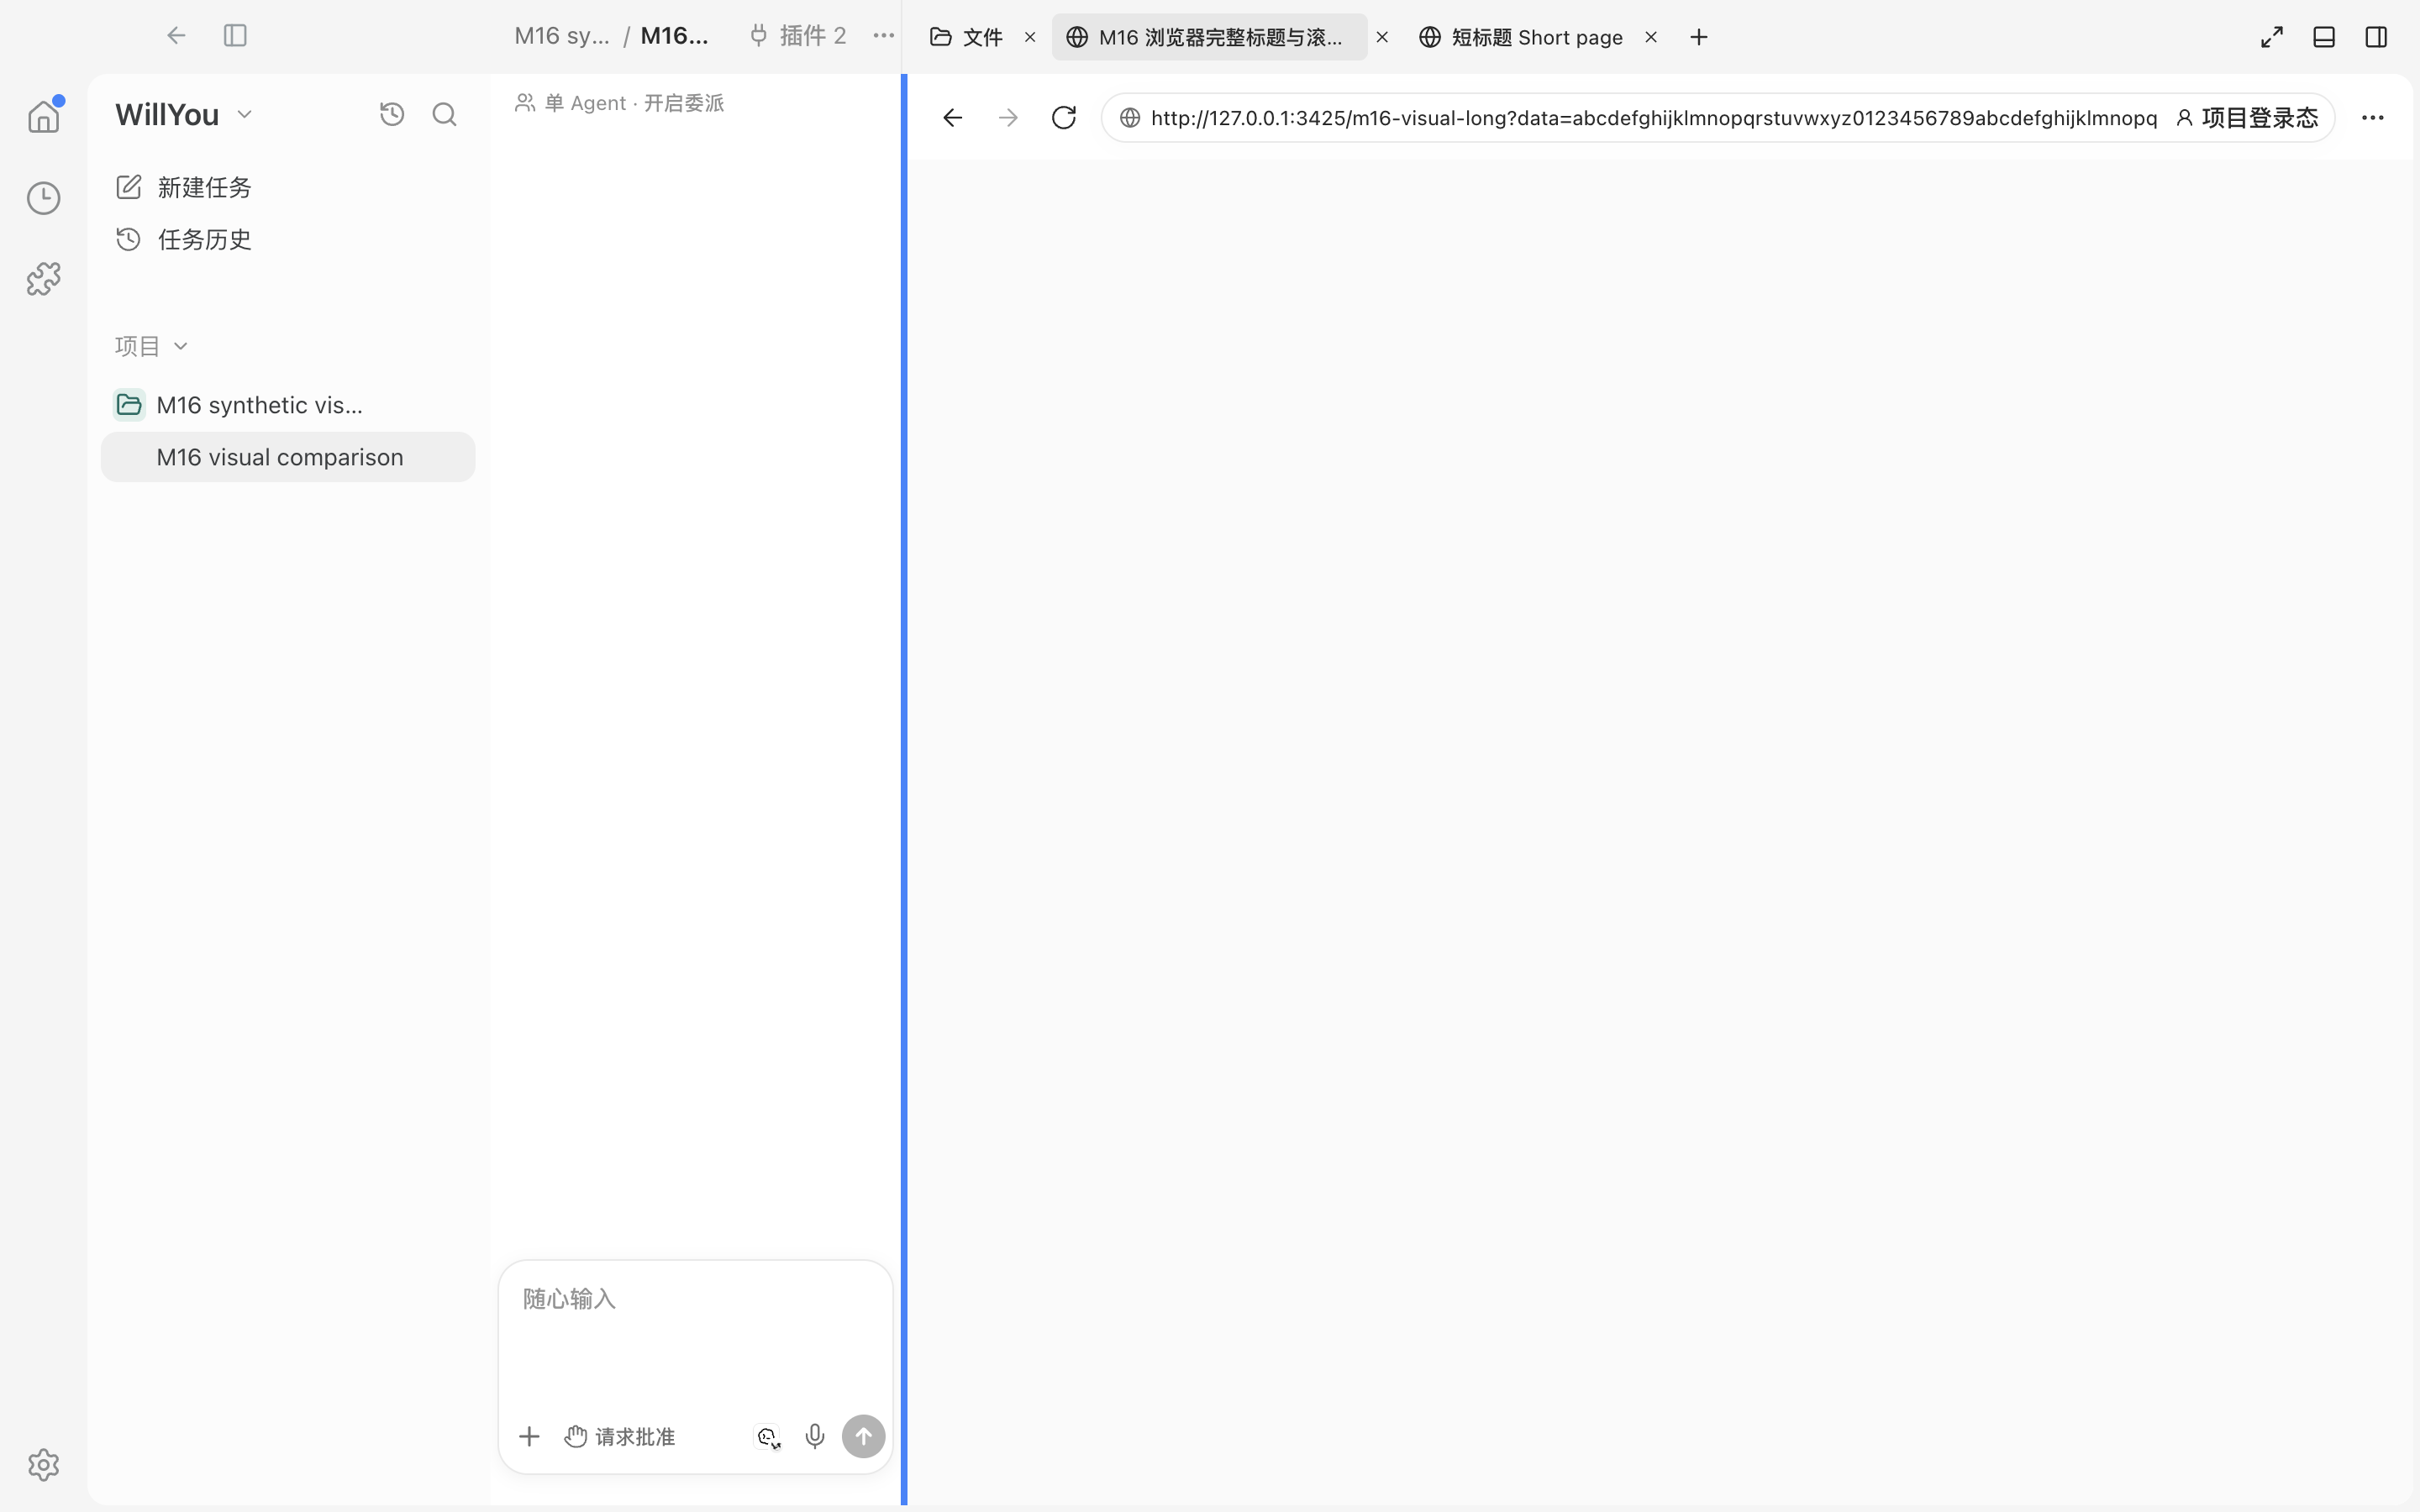 M16 sy... / M16... 插件 2
文件
M16 浏览器完整标题与滚...
短标题 Short page
WillYou
单 Agent · 开启委派
http://127.0.0.1:3425/m16-visual-long?data=abcdefghijklmnopqrstuvwxyz0123456789abcdefghijklmnopq
项目登录态
新建任务
任务历史
项目
M16 synthetic vis...
M16 visual comparison
随心输入
请求批准